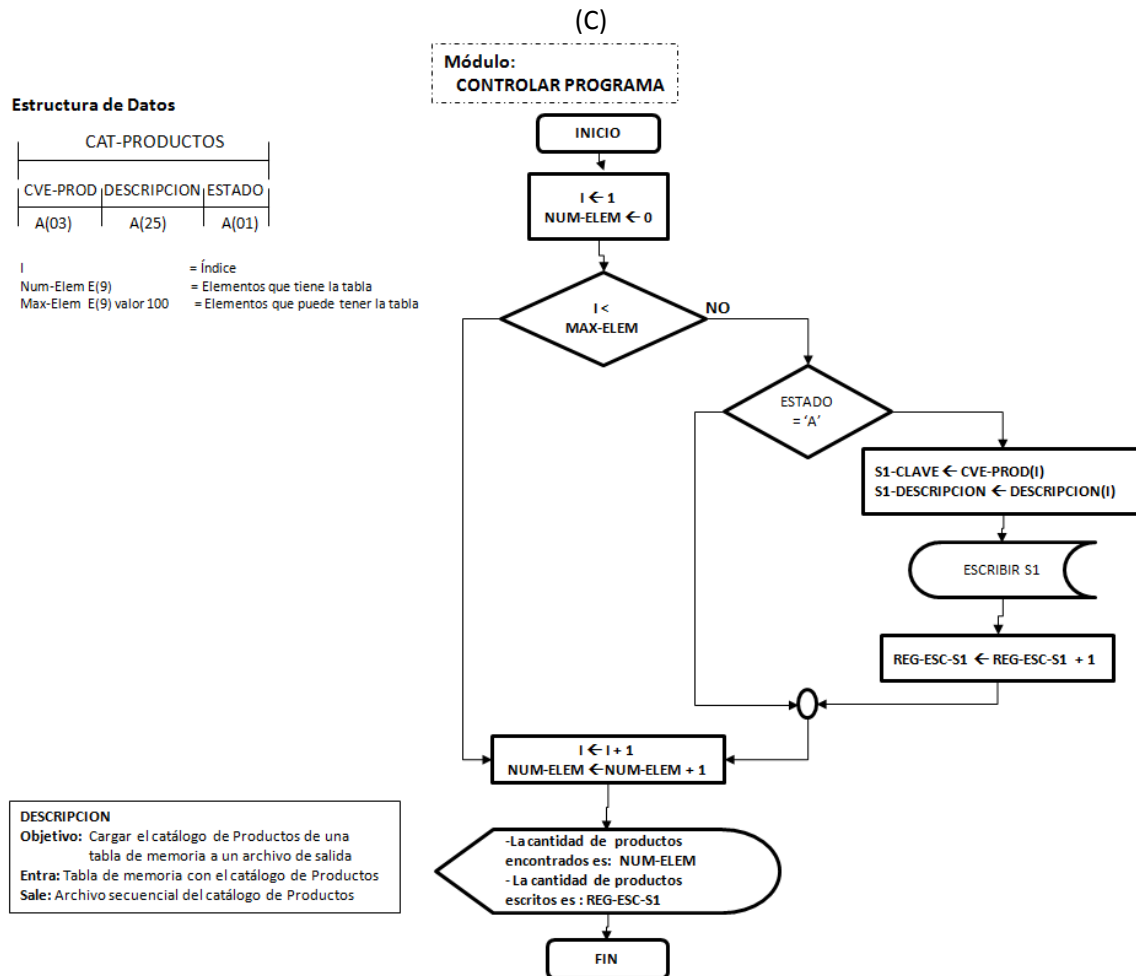 (C)
Módulo:
CONTROLAR PROGRAMA
Estructura de Datos
CAT-PRODUCTOS
CVE-PROD DESCRIPCION ESTADO
A(03) A(25) A(01)
I = Índice
Num-Elem E(9) = Elementos que tiene la tabla
Max-Elem E(9) valor 100 = Elementos que puede tener la tabla
INICIO
I ← 1
NUM-ELEM ← 0
I <
MAX-ELEM
NO
ESTADO
= ‘A’
S1-CLAVE ← CVE-PROD(I)
S1-DESCRIPCION ← DESCRIPCION(I)
ESCRIBIR S1
REG-ESC-S1 ← REG-ESC-S1 + 1
I ← I + 1
NUM-ELEM ←NUM-ELEM + 1
-La cantidad de productos
encontrados es: NUM-ELEM
- La cantidad de productos
escritos es : REG-ESC-S1
FIN
DESCRIPCION
Objetivo: Cargar el catálogo de Productos de una
tabla de memoria a un archivo de salida
Entra: Tabla de memoria con el catálogo de Productos
Sale: Archivo secuencial del catálogo de Productos